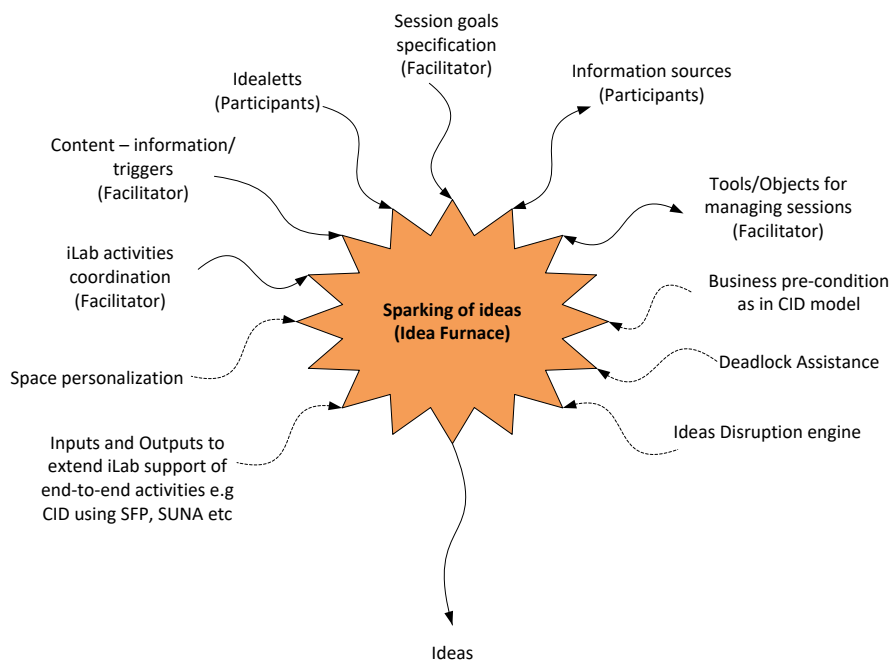 Session goals
specification
(Facilitator)
Idealetts
(Participants)
Information sources
(Participants)
Content – information/
triggers
(Facilitator)
Tools/Objects for
managing sessions
(Facilitator)
iLab activities
coordination
(Facilitator)
Business pre-condition
as in CID model
Sparking of ideas
(Idea Furnace)
Space personalization
Deadlock Assistance
Inputs and Outputs to
extend iLab support of
end-to-end activities e.g
CID using SFP, SUNA etc
Ideas Disruption engine
Ideas